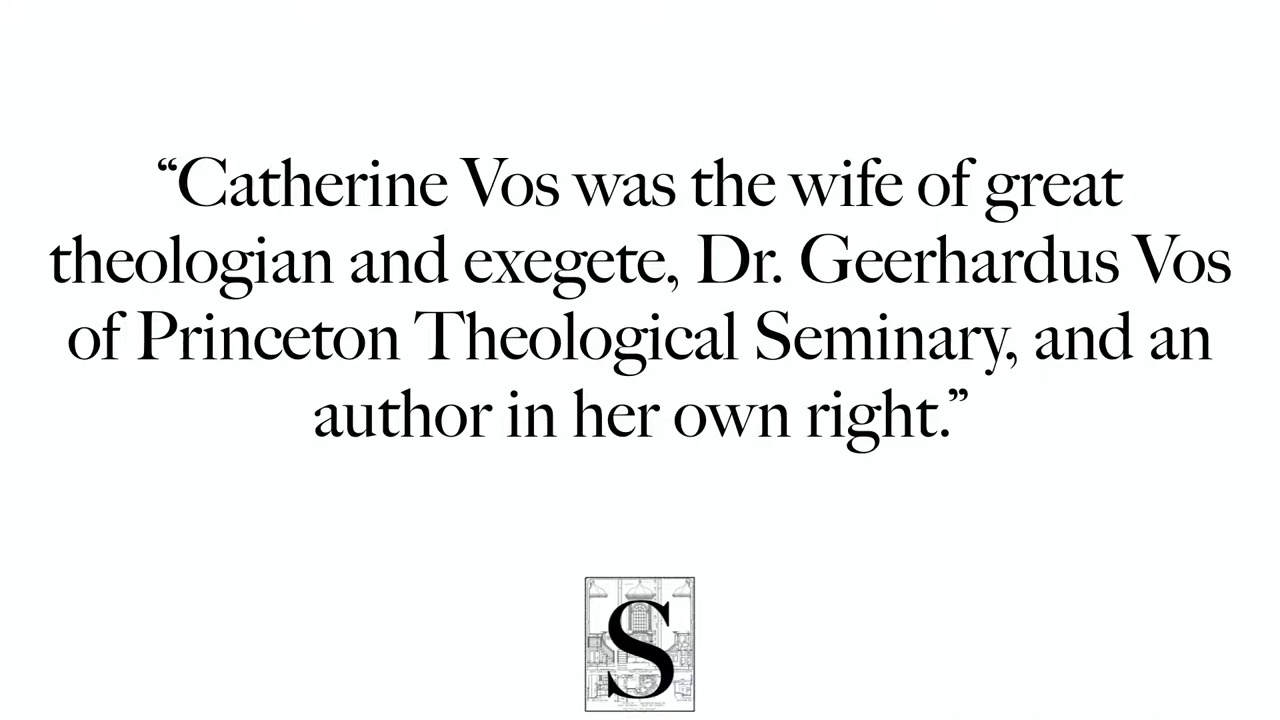 “Catherine Vos was the wife of great
theologian and exegete, Dr. Geerhardus Vos
of Princeton Theological Seminary, and an
author in her own right.”
S